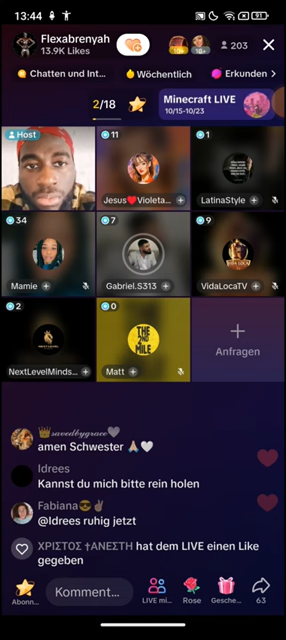 13:44
91
Flexabrenyah
13.9K Likes
203
Chatten und Int...
Wöchentlich
Erkunden
2/18
Minecraft LIVE
10/15-10/23
Host
11
1
Jesus❤️Violeta...
LatinaStyle
34
7
9
Mamie
Gabriel.S313
VidaLocaTV
2
0
THE
2ND
MILE
NextLevelMinds...
Matt
Anfragen
𝓈𝒶𝓋𝑒𝒹𝒷𝓎𝑔𝓇𝒶𝒸𝑒
amen Schwester 🙏🏼🤍
Idrees
Kannst du mich bitte rein holen
Fabiana😎✌🏼
@Idrees ruhig jetzt
ΧΡΙΣΤΟΣ †ΑΝΕΣΤΗ hat dem LIVE einen Like
gegeben
Komment...
Abonn...
LIVE mi...
Rose
Gesche...
63